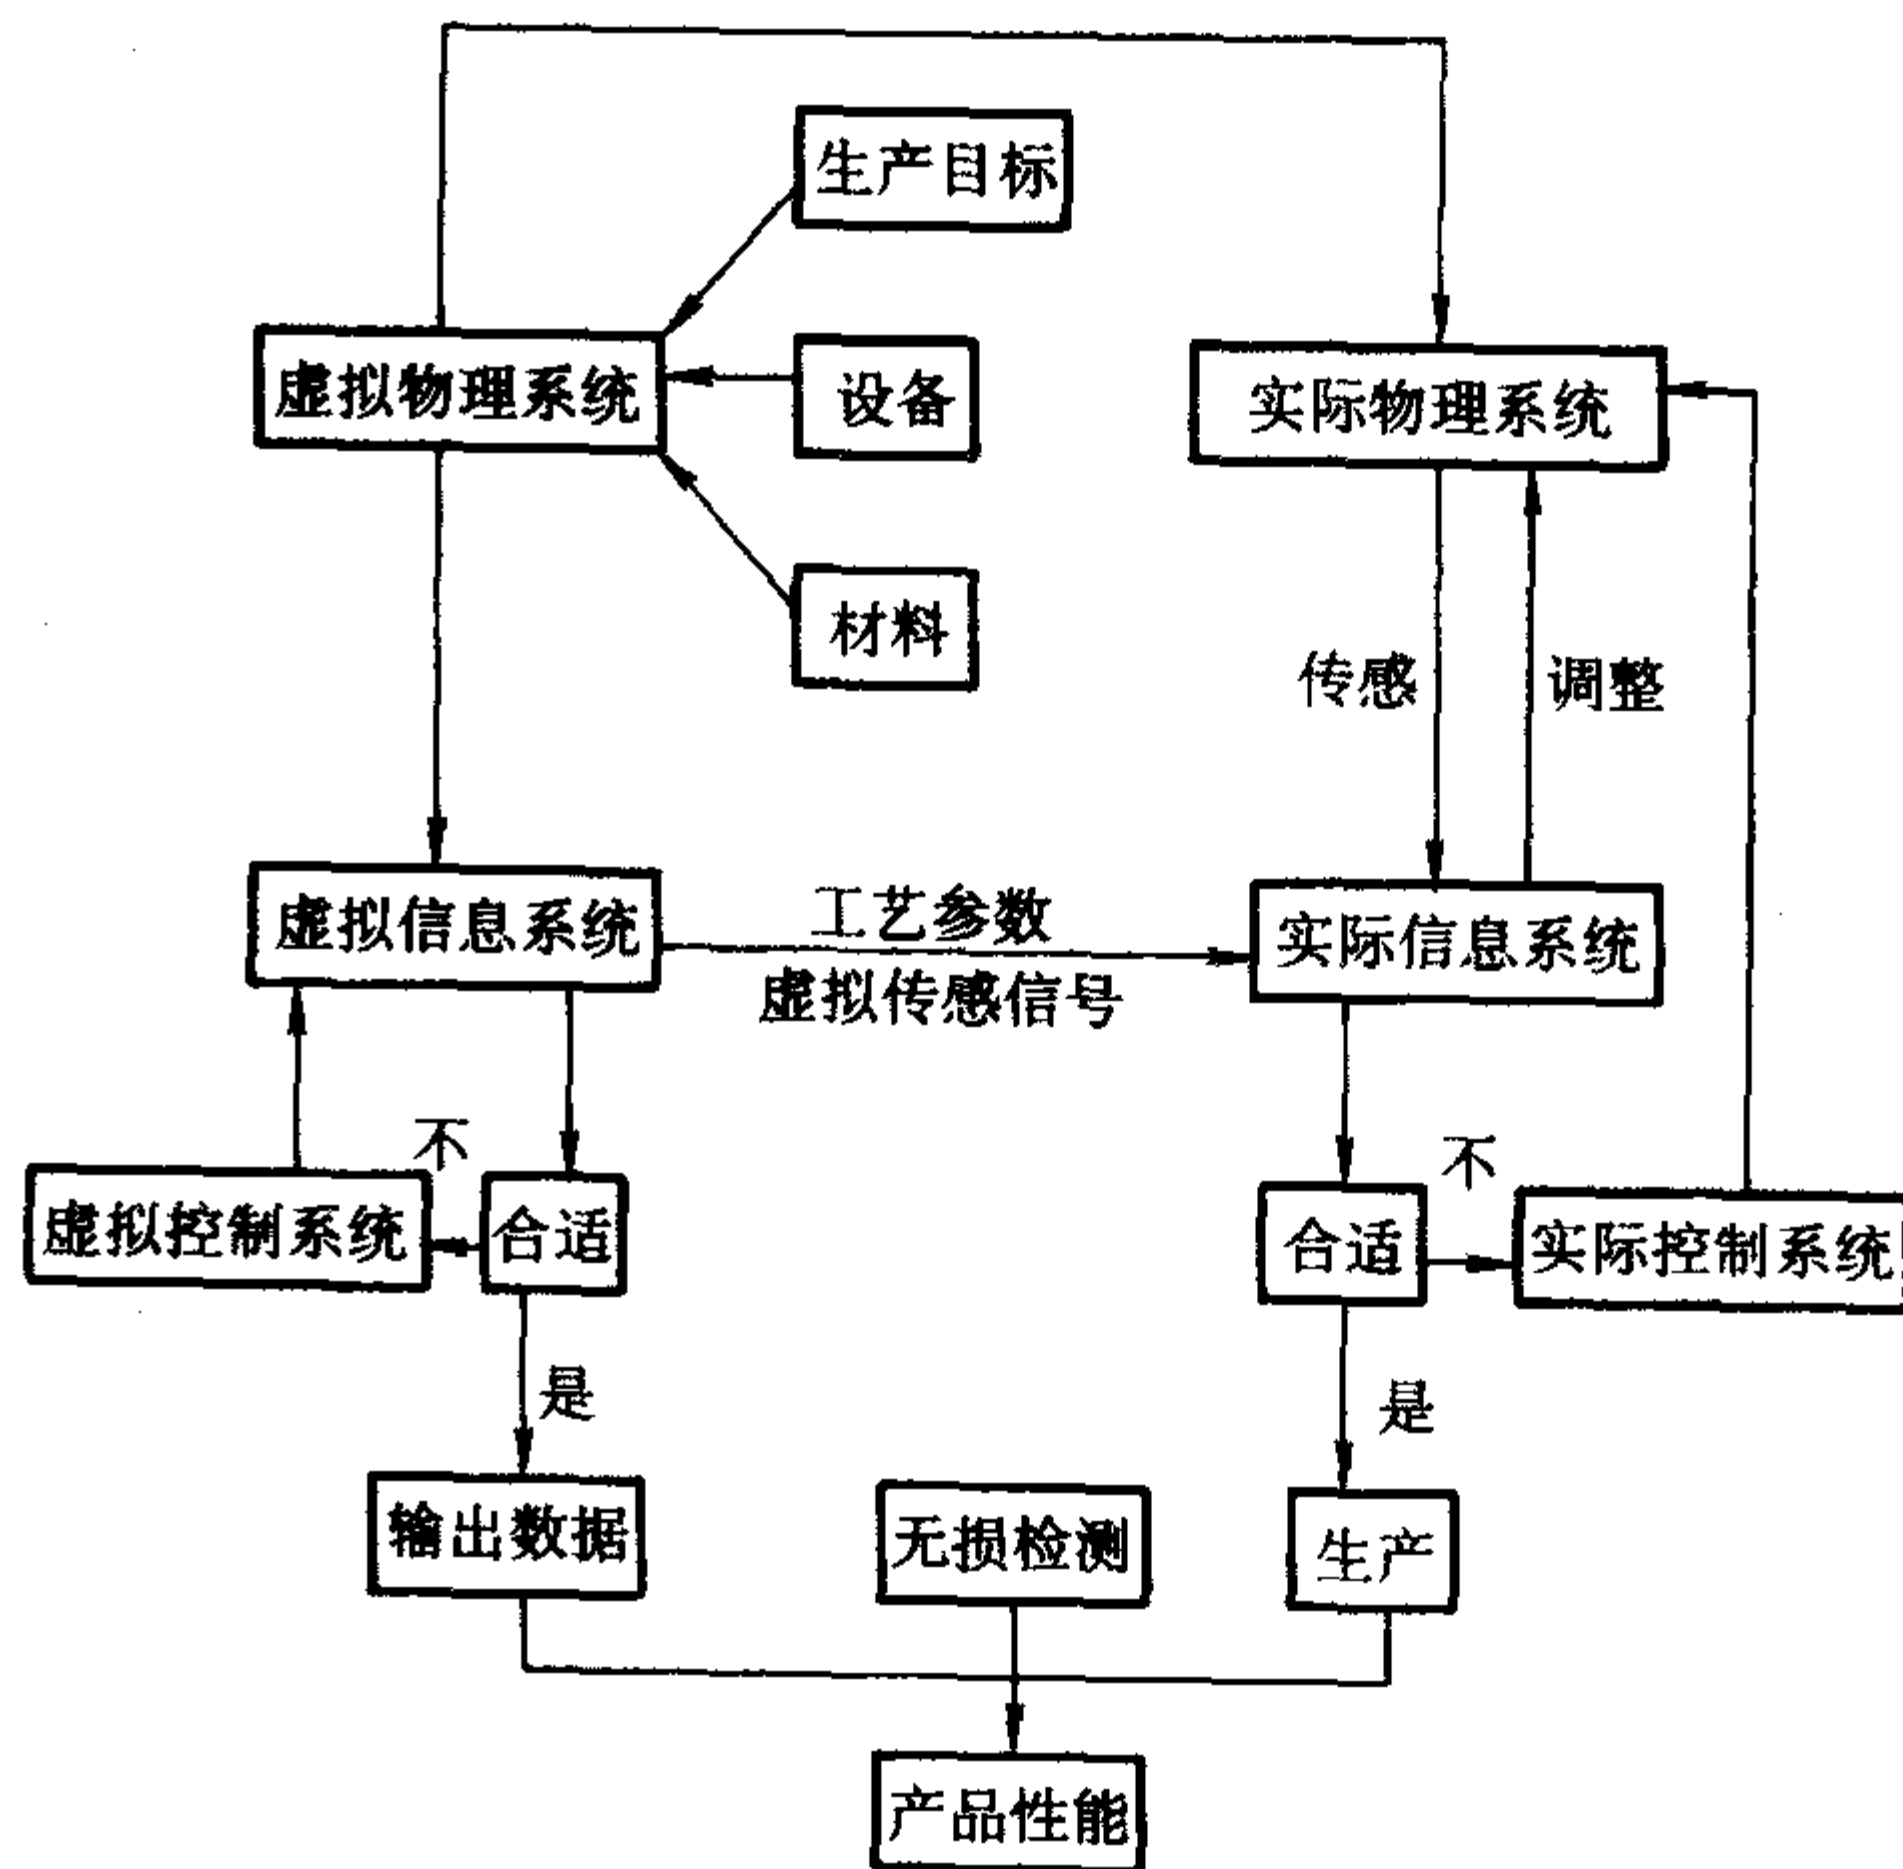 生产目标
虚拟物理系统
设备
实际物理系统
材料
传感
调整
虚拟信息系统
工艺参数
虚拟传感信号
实际信息系统
不
不
虚拟控制系统
合适
合适
实际控制系统
是
是
输出数据
无损检测
生产
产品性能